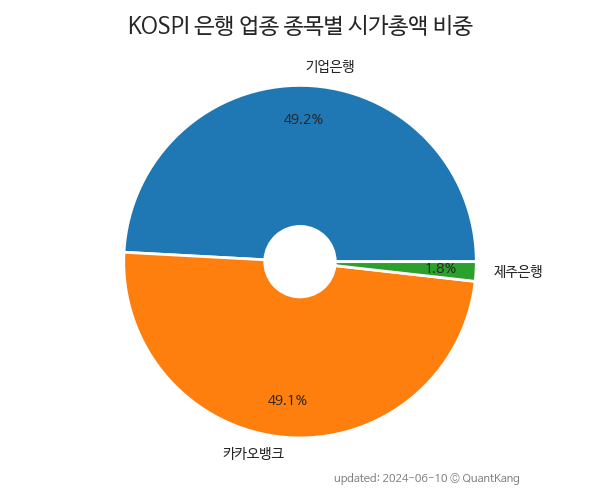 KOSPI 은행 업종 종목별 시가총액 비중
기업은행
49.2%
1.8%
제주은행
49.1%
카카오뱅크
updated: 2024-06-10 © QuantKang